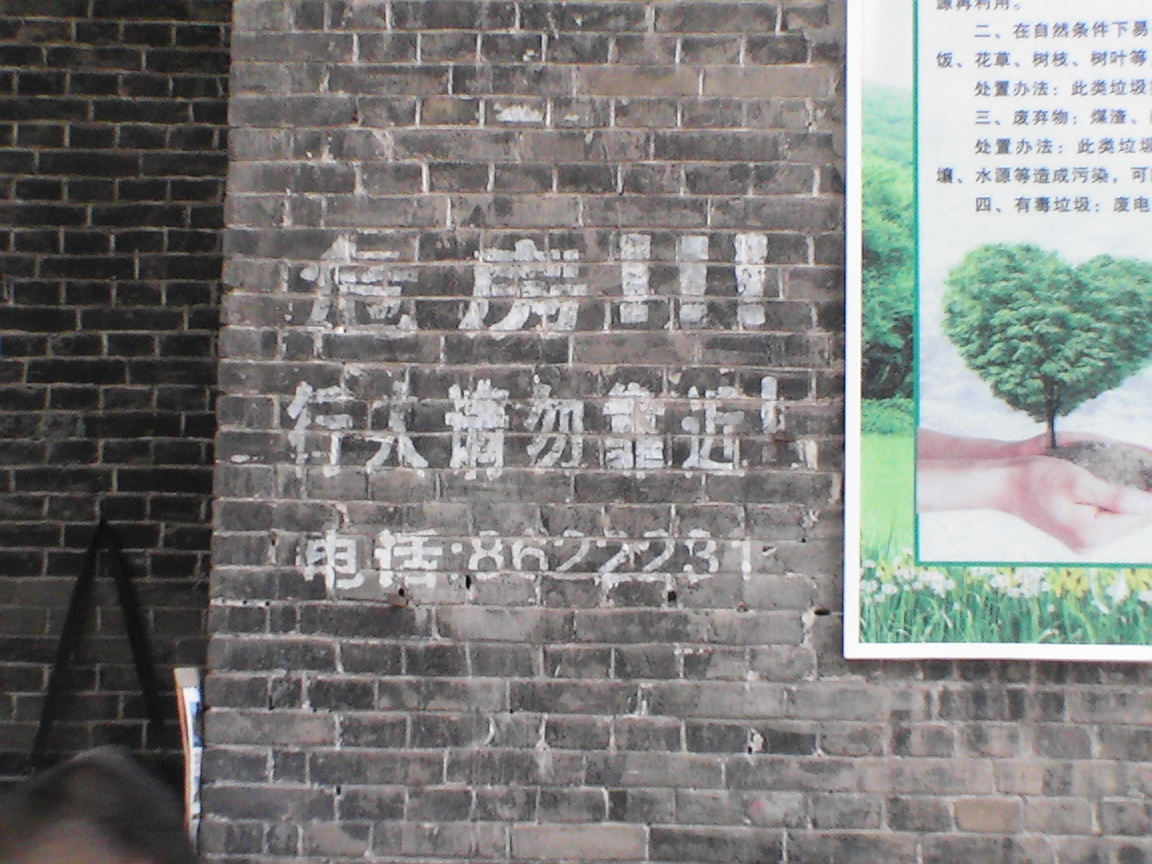 危房!!!
行人请勿靠近!
电话:8622231
源再利用。
二、在自然条件下易
饭、花草、树枝、树叶等
处置办法：此类垃圾
三、废弃物：煤渣、
处置办法：此类垃圾
壤、水源等造成污染，可
四、有毒垃圾：废电